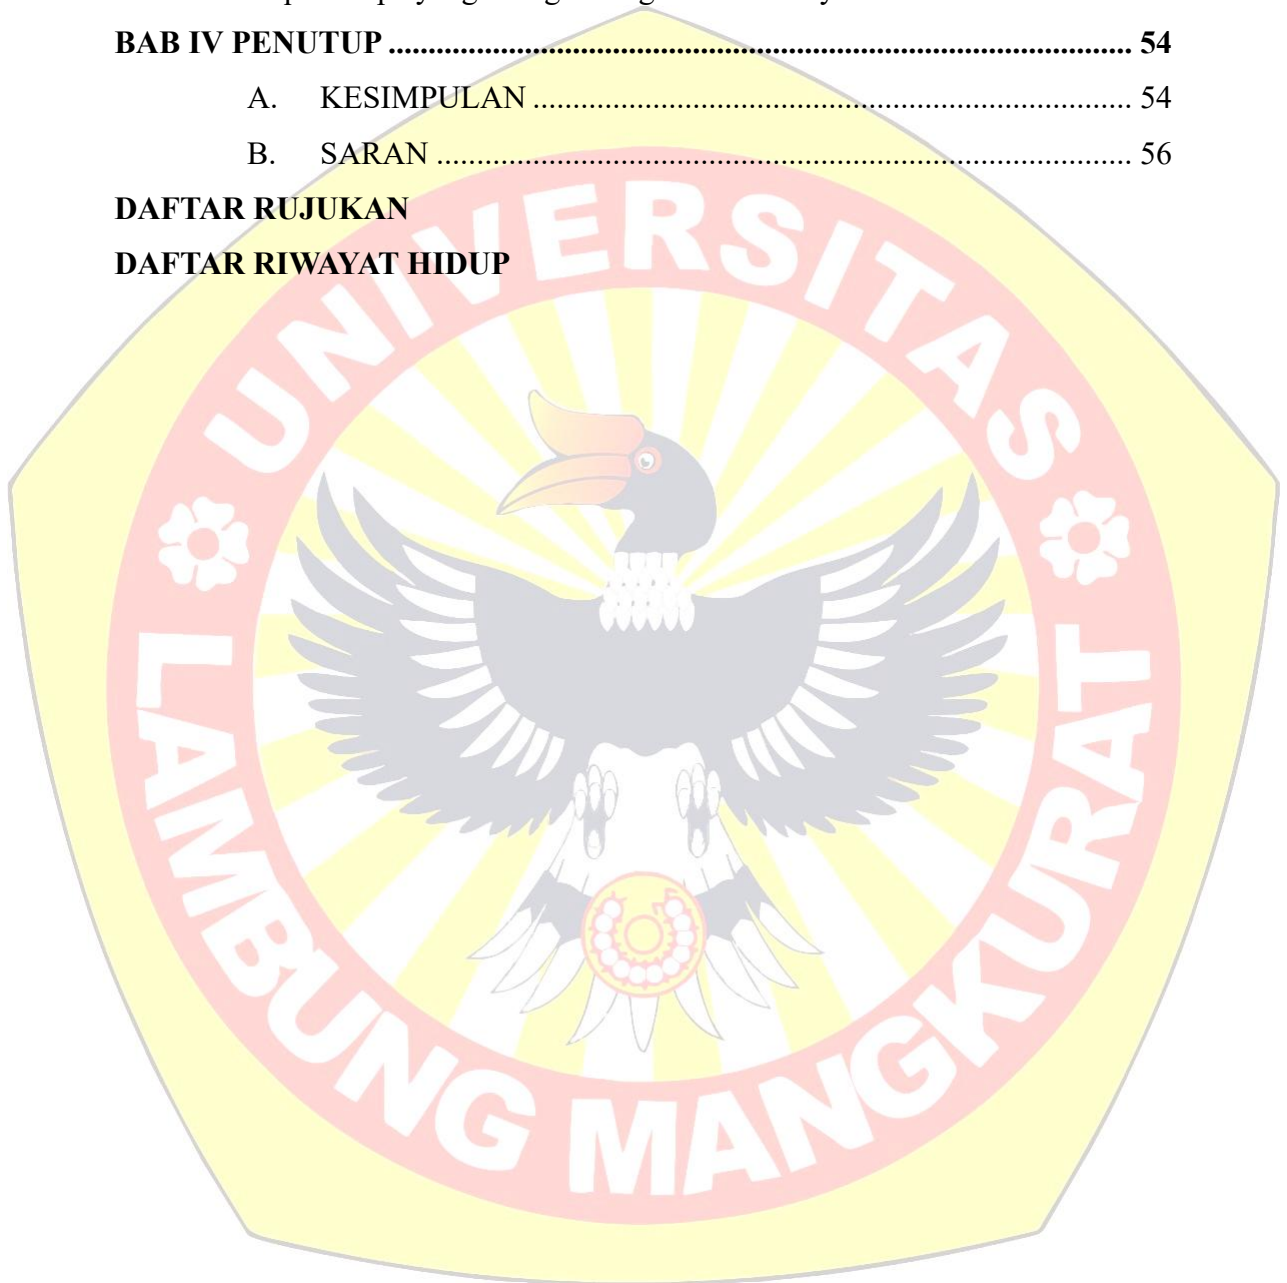 BAB IV PENUTUP ............................................................................................. 54
A. KESIMPULAN ........................................................................... 54
B. SARAN ....................................................................................... 56
DAFTAR RUJUKAN
DAFTAR RIWAYAT HIDUP
UNIVERSITAS
LAMBUNG MANGKURAT